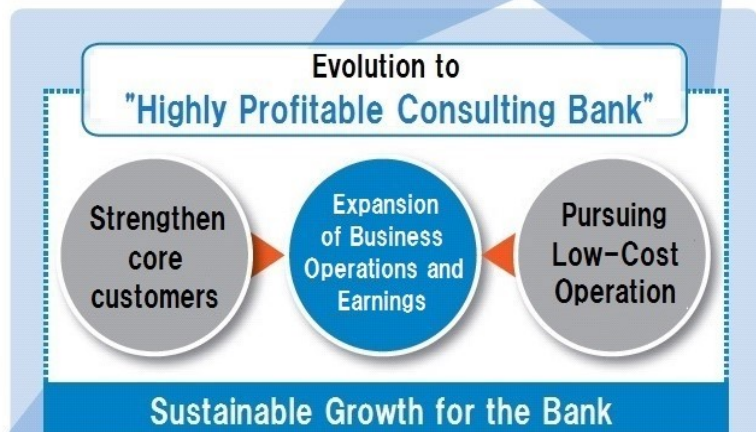 Evolution to
"Highly Profitable Consulting Bank"
Strengthen
core
customers
Expansion
of Business
Operations and
Earnings
Pursuing
Low-Cost
Operation
Sustainable Growth for the Bank